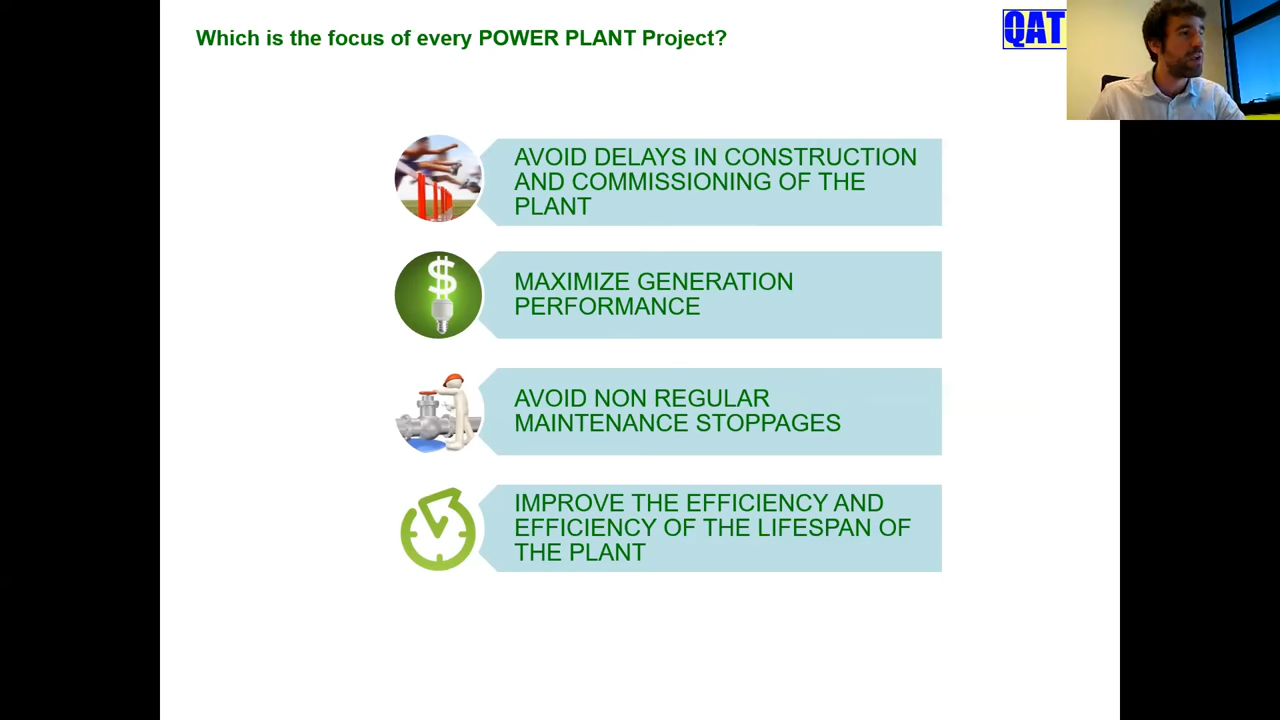 Which is the focus of every POWER PLANT Project?
QAT
AVOID DELAYS IN CONSTRUCTION
AND COMMISSIONING OF THE
PLANT
$
MAXIMIZE GENERATION
PERFORMANCE
AVOID NON REGULAR
MAINTENANCE STOPPAGES
IMPROVE THE EFFICIENCY AND
EFFICIENCY OF THE LIFESPAN OF
THE PLANT